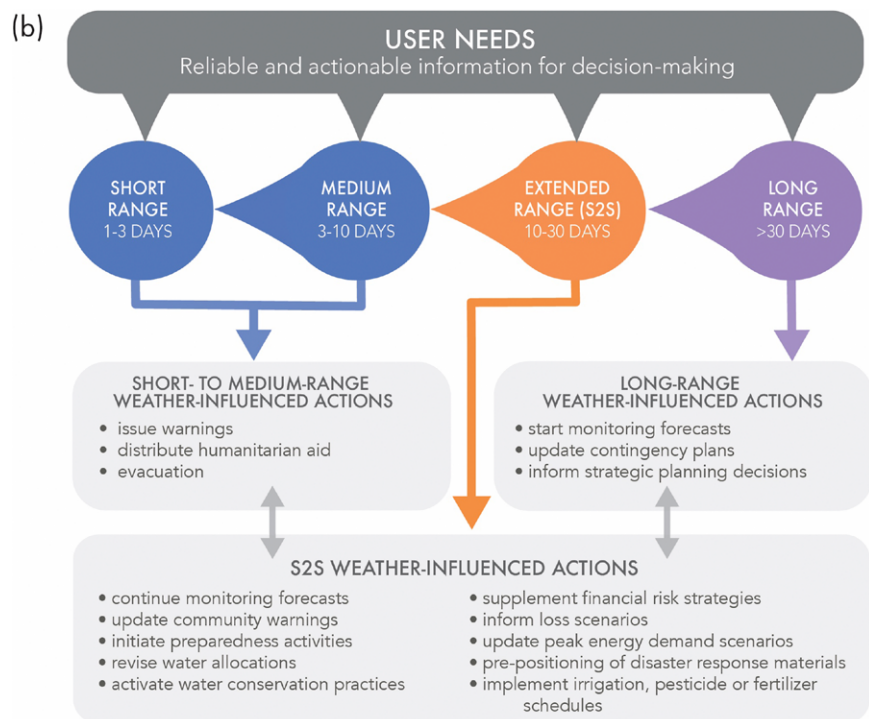 (b)
USER NEEDS
Reliable and actionable information for decision-making
SHORT
RANGE
1-3 DAYS
MEDIUM
RANGE
3-10 DAYS
EXTENDED
RANGE (S2S)
10-30 DAYS
LONG
RANGE
>30 DAYS
SHORT- TO MEDIUM-RANGE
WEATHER-INFLUENCED ACTIONS
• issue warnings
• distribute humanitarian aid
• evacuation
LONG-RANGE
WEATHER-INFLUENCED ACTIONS
• start monitoring forecasts
• update contingency plans
• inform strategic planning decisions
S2S WEATHER-INFLUENCED ACTIONS
• continue monitoring forecasts
• update community warnings
• initiate preparedness activities
• revise water allocations
• activate water conservation practices
• supplement financial risk strategies
• inform loss scenarios
• update peak energy demand scenarios
• pre-positioning of disaster response materials
• implement irrigation, pesticide or fertilizer
schedules